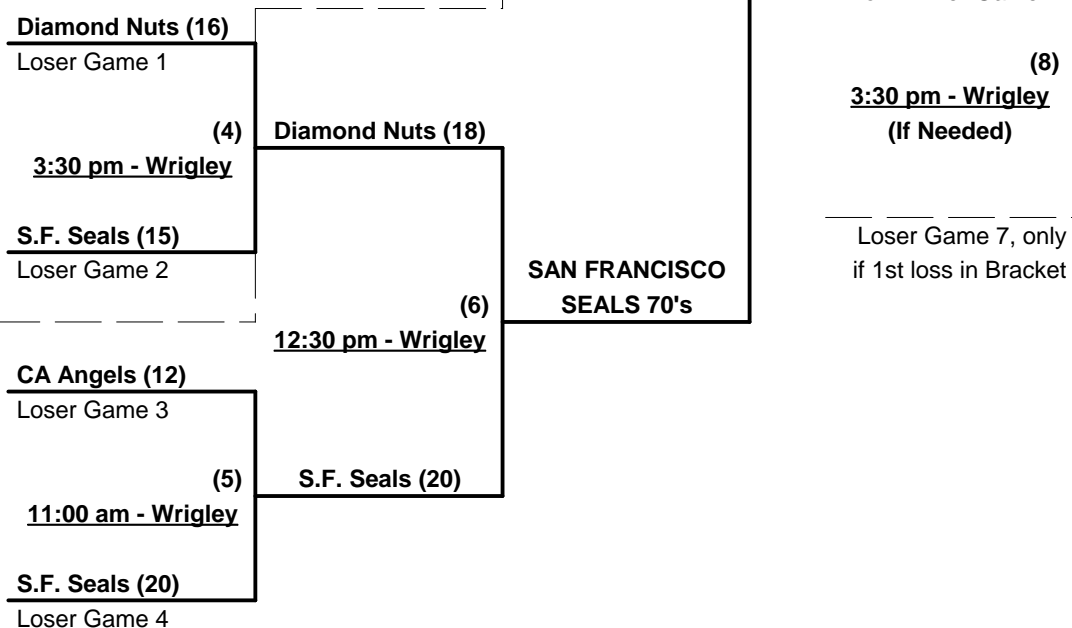 Diamond Nuts (16)
Loser Game 1
(4)
3:30 pm - Wrigley
Diamond Nuts (18)
S.F. Seals (15)
Loser Game 2
SAN FRANCISCO
SEALS 70's
(6)
12:30 pm - Wrigley
CA Angels (12)
Loser Game 3
(5)
11:00 am - Wrigley
S.F. Seals (20)
S.F. Seals (20)
Loser Game 4
(8)
3:30 pm - Wrigley
(If Needed)
Loser Game 7, only
if 1st loss in Bracket